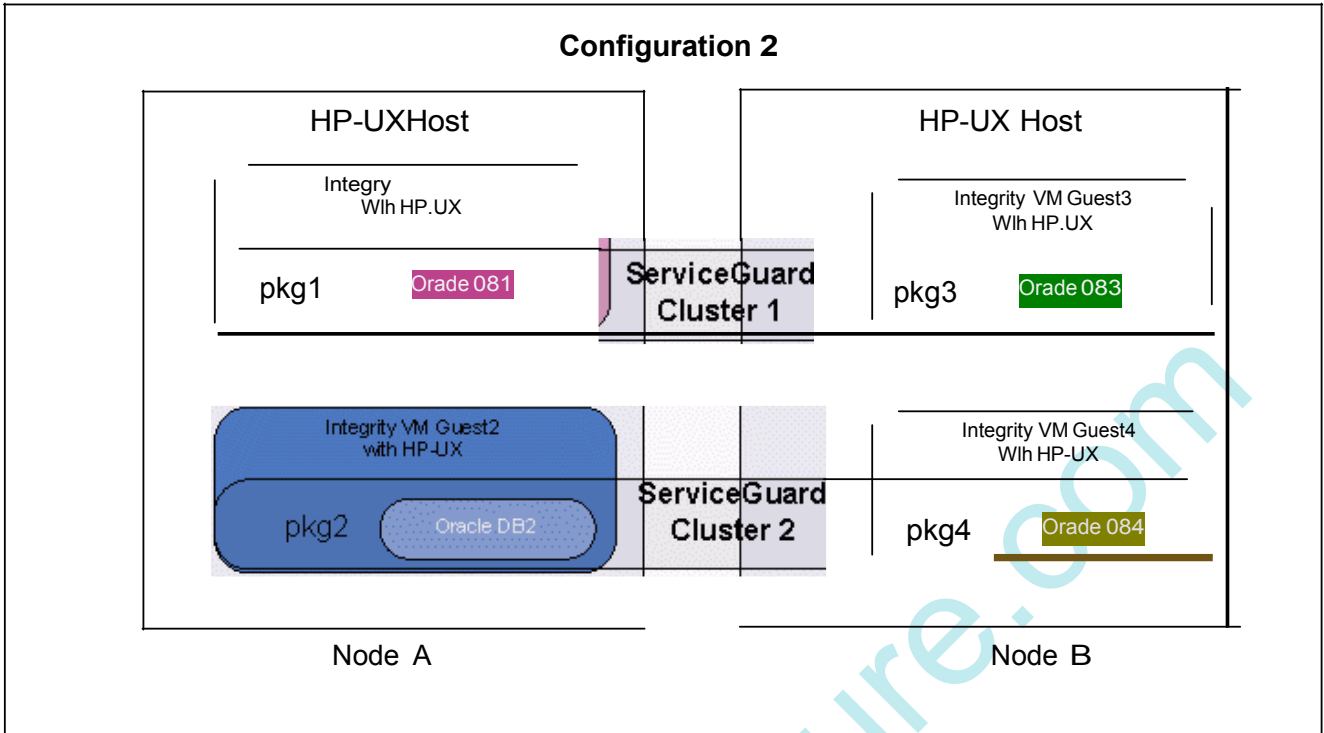 Configuration 2
HP-UXHost
HP-UX Host
Integry
Wlh HP.UX
Integrity VM Guest3
Wlh HP.UX
pkg1
Orade 081
ServiceGuard
Cluster 1
pkg3
Orade 083
Integrity VM Guest2
with HP-UX
Integrity VM Guest4
Wlh HP-UX
pkg2
Oracle DB2
ServiceGuard
Cluster 2
pkg4
Orade 084
Node A
Node B
ure.com